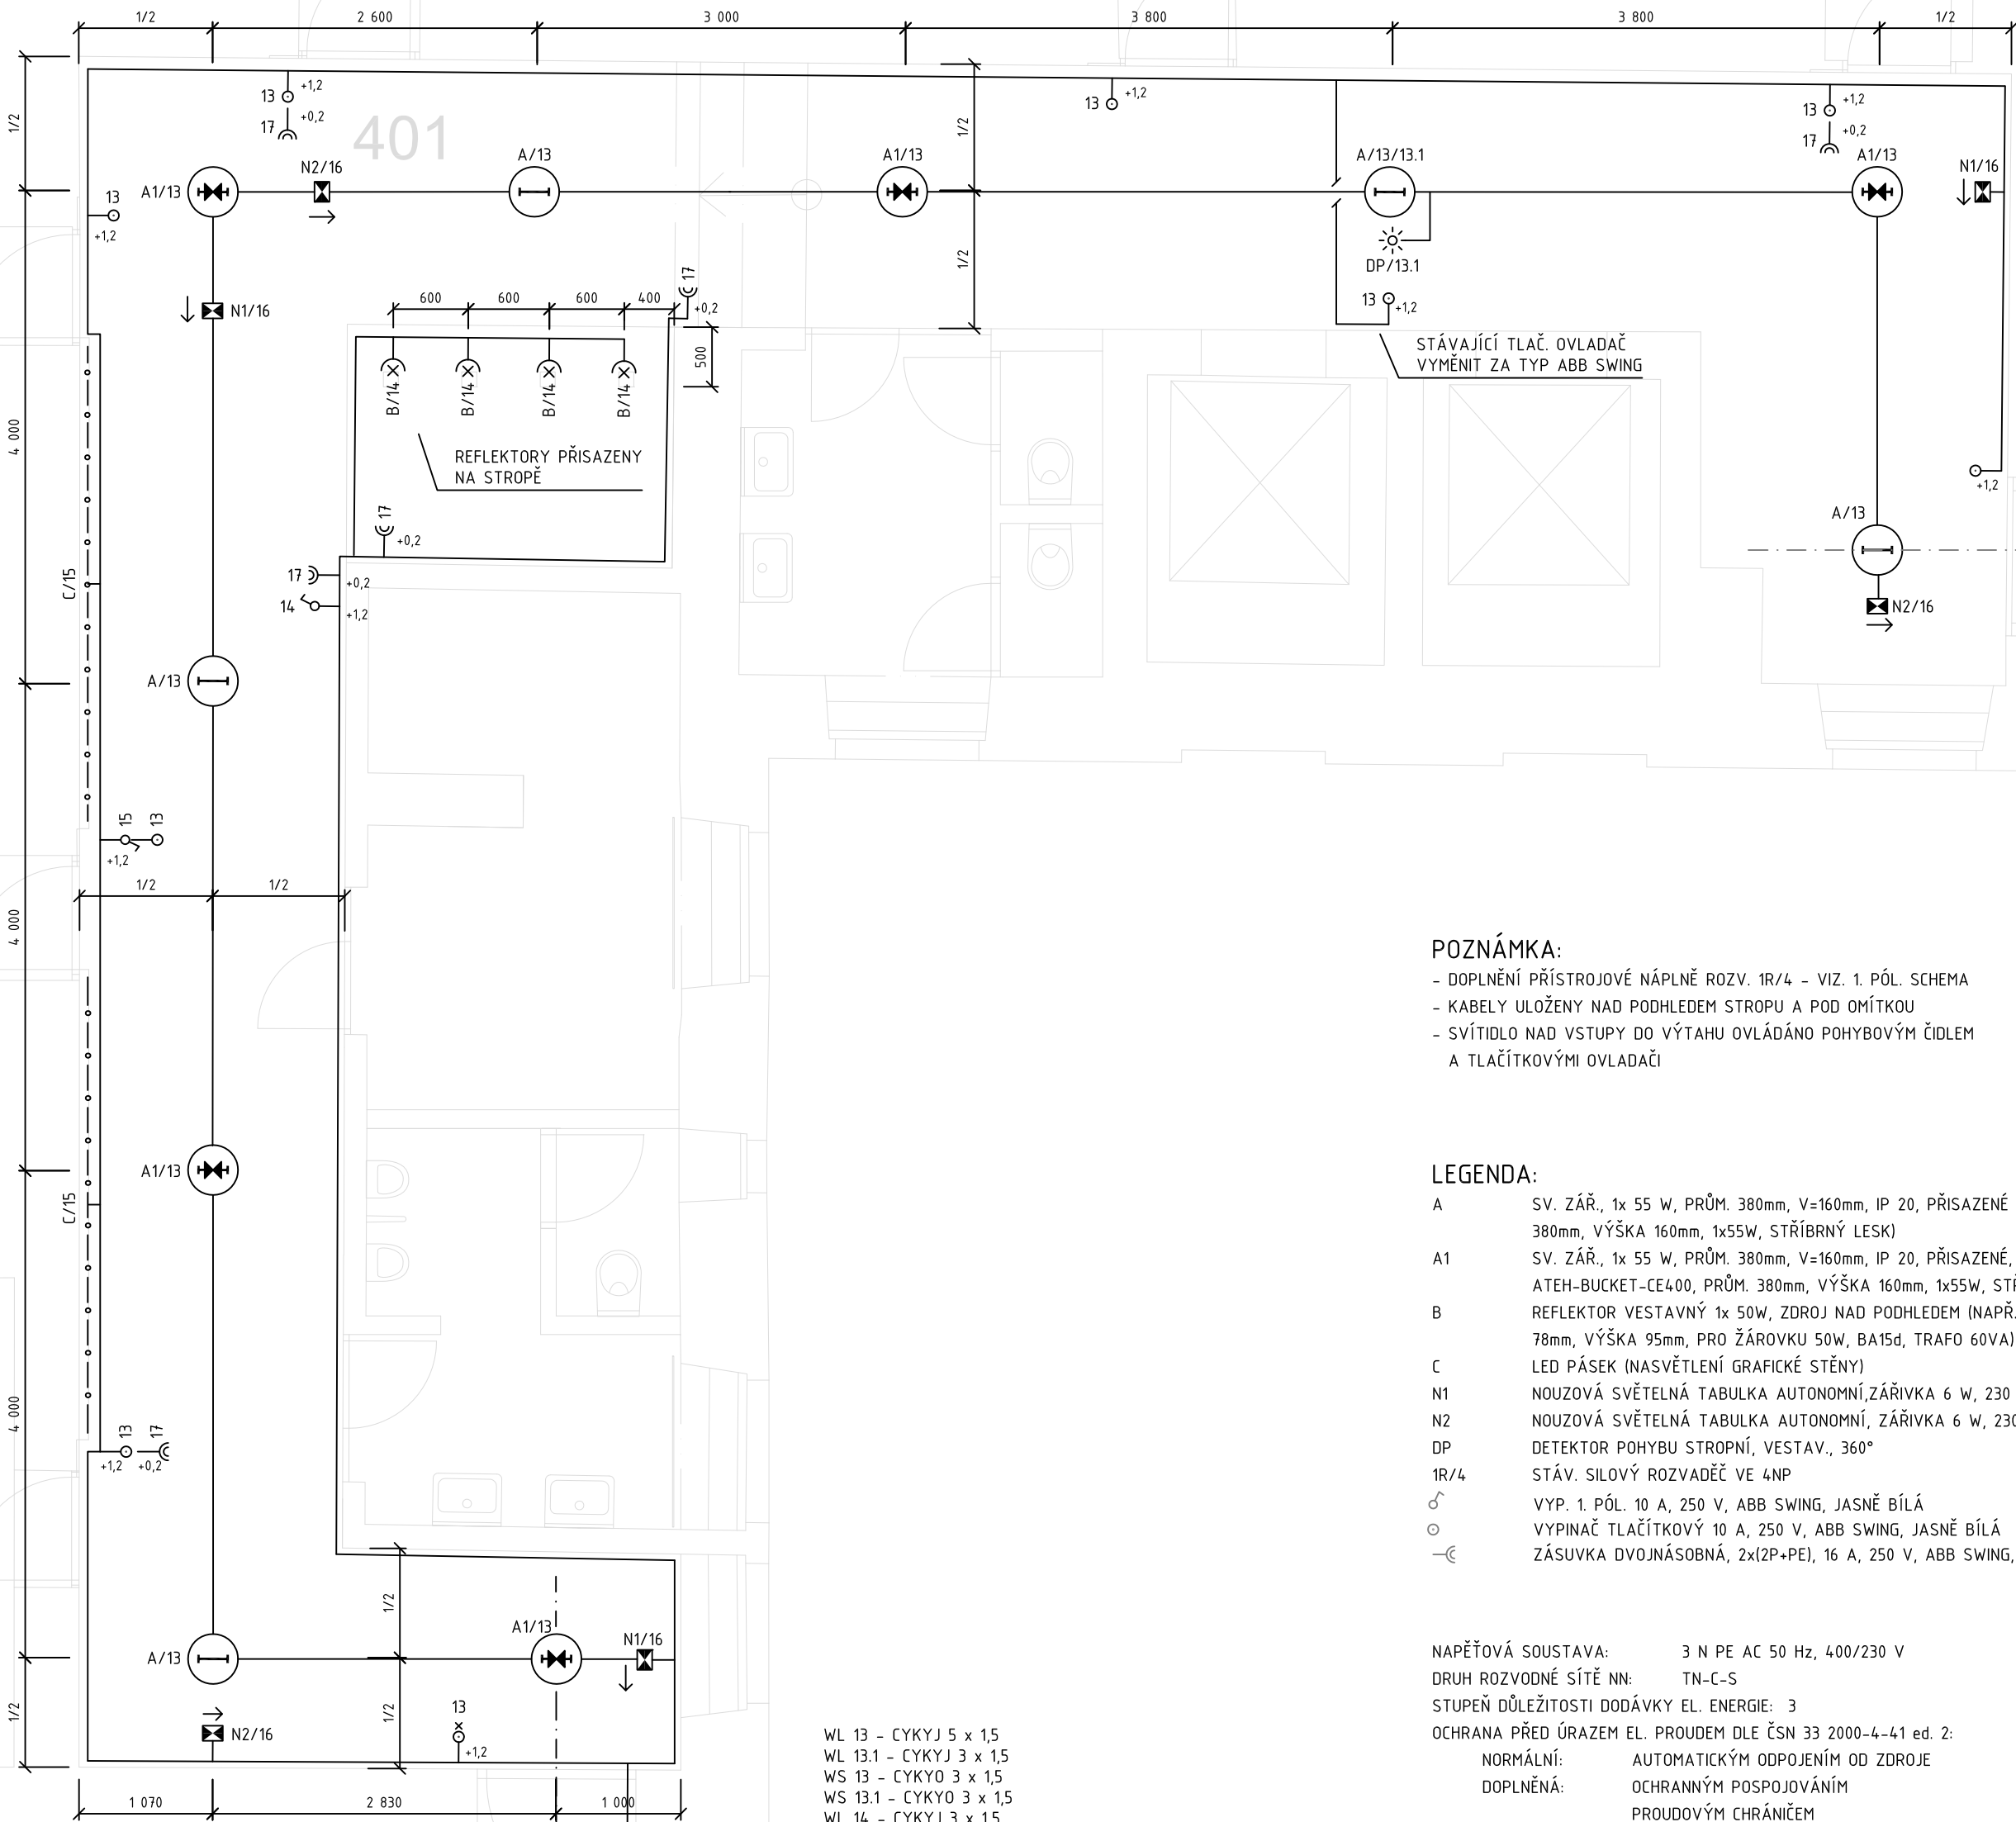 1/2
2 600
3 000
3 800
3 800
1/2
1/2
13
+1,2
+0,2
17
401
N2/16
A1/13
A/13
A1/13
1/2
1/2
13
+1,2
A/13/13.1
DP/13.1
13
+1,2
13
+1,2
+0,2
17
A1/13
N1/16
13
+1,2
N1/16
4 000
600
600
600
400
17
+0,2
500
B/14
B/14
B/14
B/14
REFLEKTORY PŘISAZENY
NA STROPĚ
STÁVAJÍCÍ TLAČ. OVLADAČ
VYMĚNIT ZA TYP ABB SWING
+1,2
A/13
N2/16
17
+0,2
17
+0,2
14
+1,2
C/15
A/13
15
13
+1,2
1/2
1/2
4 000
A1/13
C/15
4 000
13
17
+1,2
+0,2
1/2
A/13
A1/13
N1/16
1/2
1/2
N2/16
13
+1,2
1 070
2 830
1 000
WL 13 - CYKYJ 5 x 1,5
WL 13.1 - CYKYJ 3 x 1,5
WS 13 - CYKYO 3 x 1,5
WS 13.1 - CYKYO 3 x 1,5
WL 14 - CYKYJ 3 x 1,5
POZNÁMKA:
- DOPLNĚNÍ PŘÍSTROJOVÉ NÁPLNĚ ROZV. 1R/4 - VIZ. 1. PÓL. SCHEMA
- KABELY ULOŽENY NAD PODHLEDEM STROPU A POD OMÍTKOU
- SVÍTIDLO NAD VSTUPY DO VÝTAHU OVLÁDÁNO POHYBOVÝM ČIDLEM
A TLAČÍTKOVÝMI OVLADAČI
LEGENDA:
A SV. ZÁŘ., 1x 55 W, PRŮM. 380mm, V=160mm, IP 20, PŘISAZENÉ
380mm, VÝŠKA 160mm, 1x55W, STŘÍBRNÝ LESK)
A1 SV. ZÁŘ., 1x 55 W, PRŮM. 380mm, V=160mm, IP 20, PŘISAZENÉ,
ATEH-BUCKET-CE400, PRŮM. 380mm, VÝŠKA 160mm, 1x55W, STŘ
B REFLEKTOR VESTAVNÝ 1x 50W, ZDROJ NAD PODHLEDEM (NAPŘ.
78mm, VÝŠKA 95mm, PRO ŽÁROVKU 50W, BA15d, TRAFO 60VA)
C LED PÁSEK (NASVĚTLENÍ GRAFICKÉ STĚNY)
N1 NOUZOVÁ SVĚTELNÁ TABULKA AUTONOMNÍ,ZÁŘIVKA 6 W, 230
N2 NOUZOVÁ SVĚTELNÁ TABULKA AUTONOMNÍ, ZÁŘIVKA 6 W, 230
DP DETEKTOR POHYBU STROPNÍ, VESTAV., 360°
1R/4 STÁV. SILOVÝ ROZVADĚČ VE 4NP
VYP. 1. PÓL. 10 A, 250 V, ABB SWING, JASNĚ BÍLÁ
VYPINAČ TLAČÍTKOVÝ 10 A, 250 V, ABB SWING, JASNĚ BÍLÁ
ZÁSUVKA DVOJNÁSOBNÁ, 2x(2P+PE), 16 A, 250 V, ABB SWING,
NAPĚŤOVÁ SOUSTAVA: 3 N PE AC 50 Hz, 400/230 V
DRUH ROZVODNÉ SÍTĚ NN: TN-C-S
STUPEŇ DŮLEŽITOSTI DODÁVKY EL. ENERGIE: 3
OCHRANA PŘED ÚRAZEM EL. PROUDEM DLE ČSN 33 2000-4-41 ed. 2:
NORMÁLNÍ: AUTOMATICKÝM ODPOJENÍM OD ZDROJE
DOPLNĚNÁ: OCHRANNÝM POSPOJOVÁNÍM
PROUDOVÝM CHRÁNIČEM